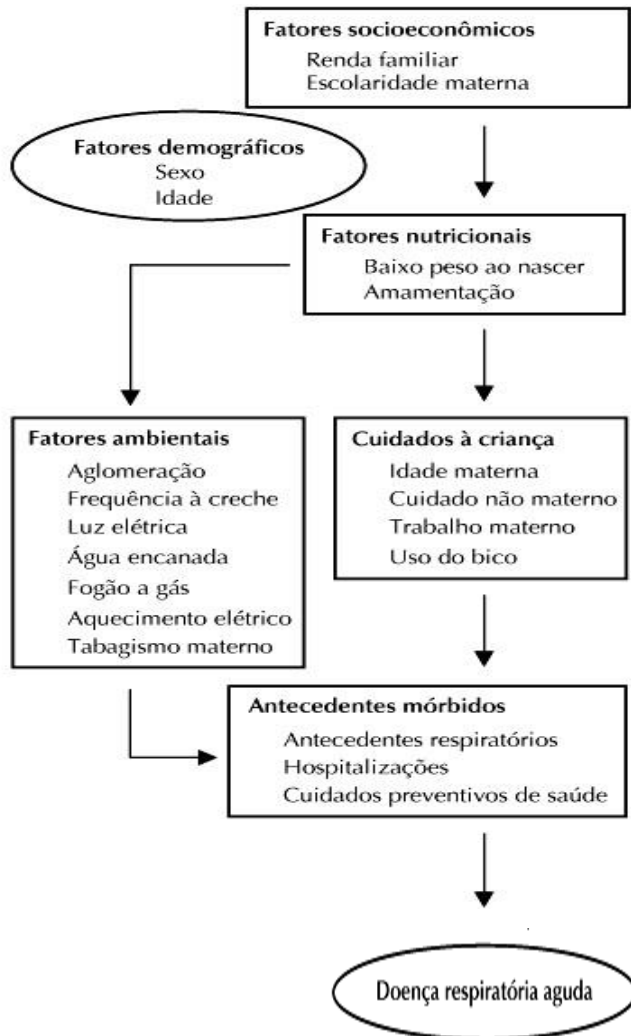 Fatores socioeconômicos
Renda familiar
Escolaridade materna
Fatores demográficos
Sexo
Idade
Fatores nutricionais
Baixo peso ao nascer
Amamentação
Fatores ambientais
Aglomeração
Frequência à creche
Luz elétrica
Água encanada
Fogão a gás
Aquecimento elétrico
Tabagismo materno
Cuidados à criança
Idade materna
Cuidado não materno
Trabalho materno
Uso do bico
Antecedentes mórbidos
Antecedentes respiratórios
Hospitalizações
Cuidados preventivos de saúde
Doença respiratória aguda